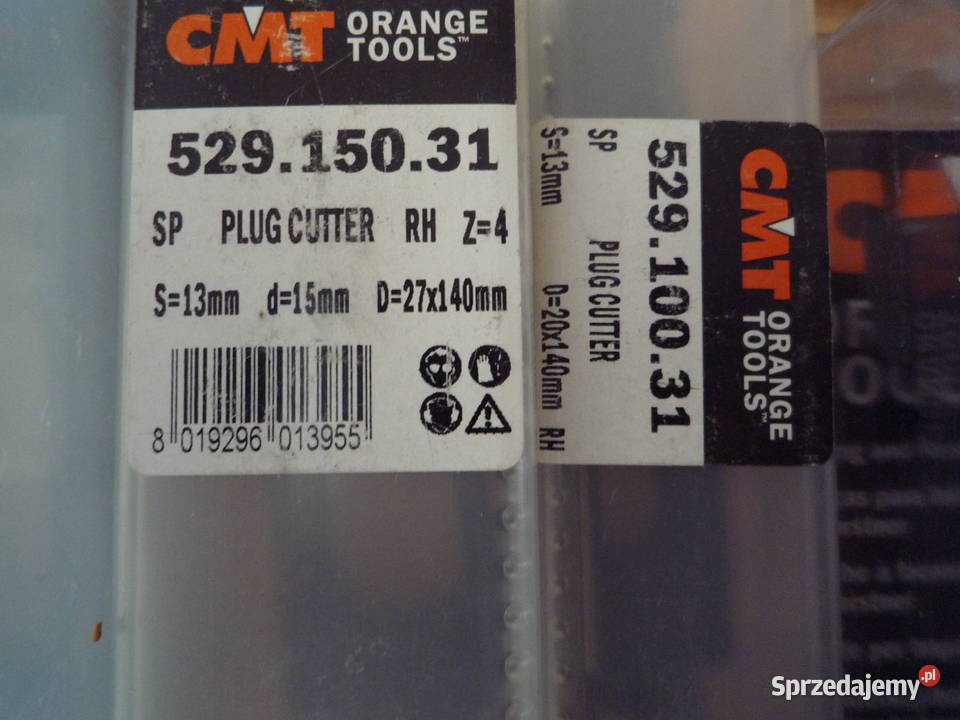 CMT ORANGE TOOLS™
529.150.31
SP PLUG CUTTER RH Z=4
S=13mm d=15mm D=27x140mm
8 019296 013955
CMT ORANGE TOOLS™
529.100.31
SP PLUG CUTTER
S=13mm D=20x140mm RH
Sprzedajemy.pl